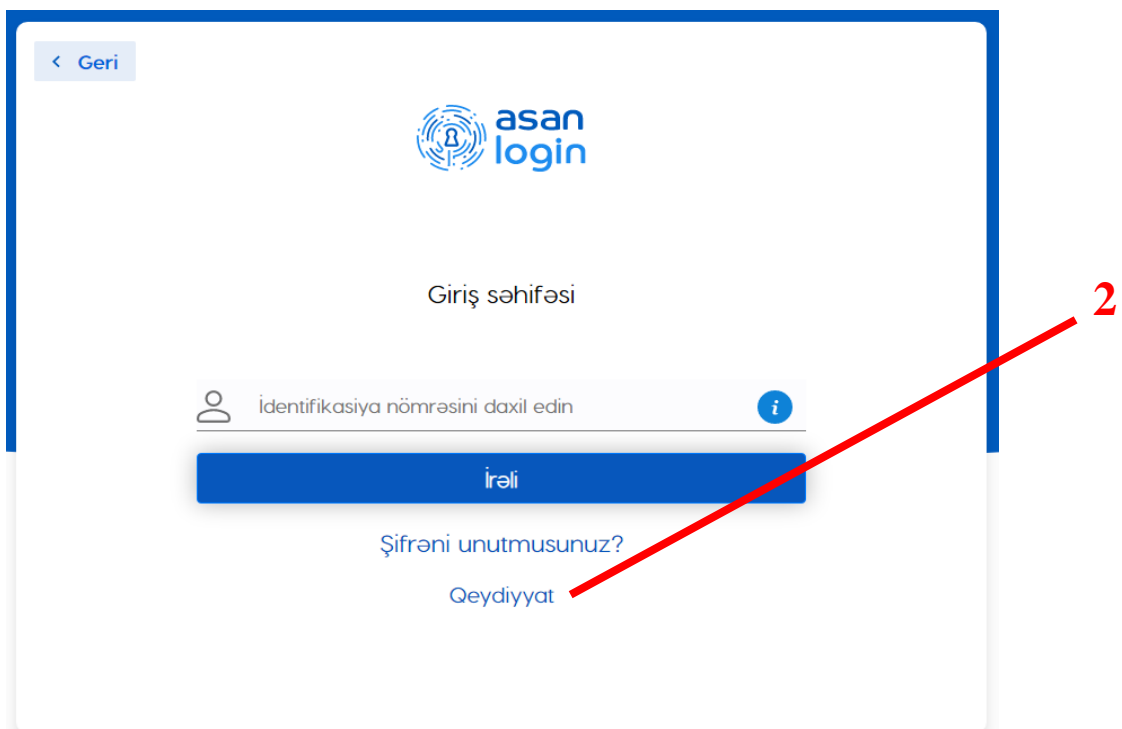 Geri
asan
login
Giriş səhifəsi
2
İdentifikasiya nömrəsini daxil edin
i
İrəli
Şifrəni unutmusunuz?
Qeydiyyat